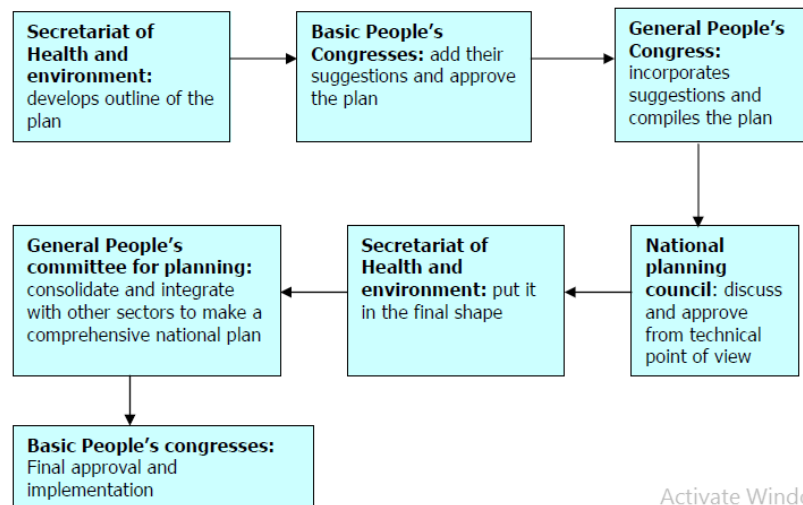 Secretariat of
Health and
environment:
develops outline of the
plan
Basic People's
Congresses: add their
suggestions and approve
the plan
General People's
Congress:
incorporates
suggestions and
compiles the plan
National
planning
council: discuss
and approve
from technical
point of view
Secretariat of
Health and
environment: put it
in the final shape
General People's
committee for planning:
consolidate and integrate
with other sectors to make a
comprehensive national plan
Basic People's congresses:
Final approval and
implementation
Activate Winde